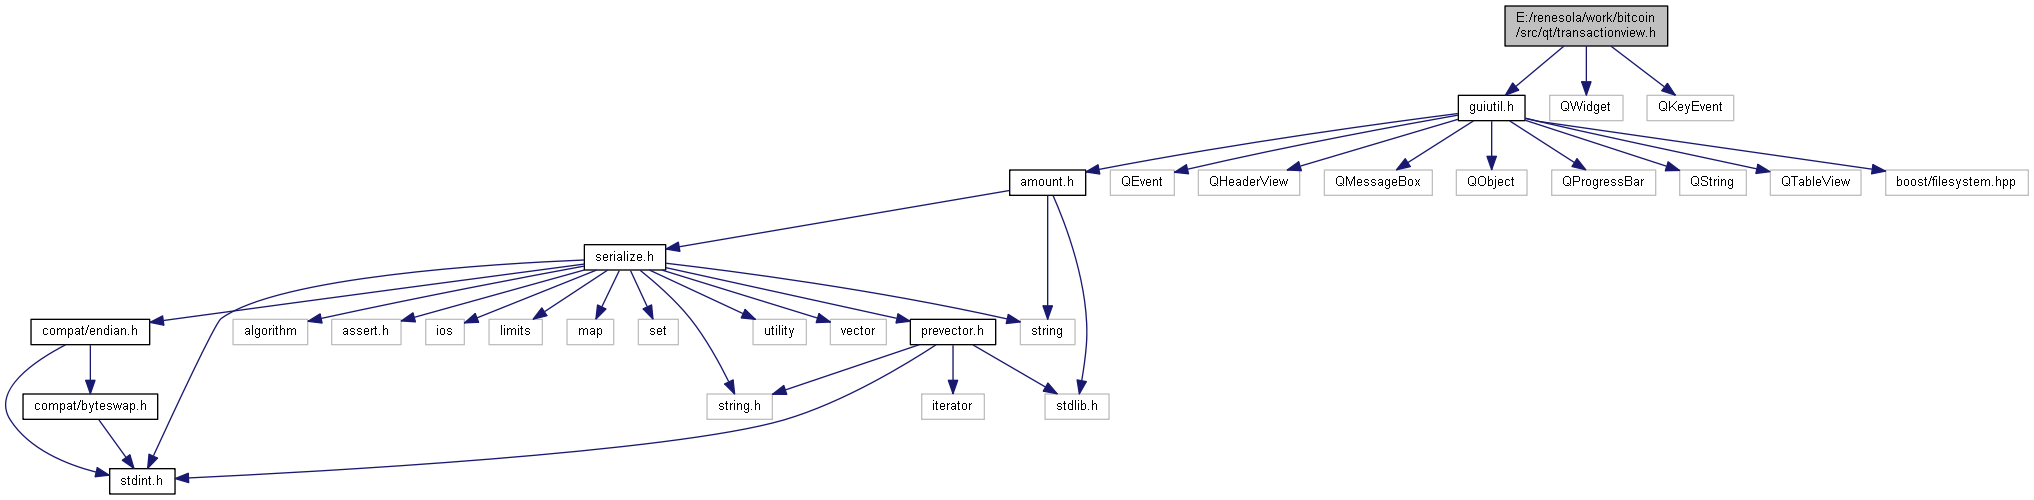 E:/renesola/work/bitcoin
/src/qt/transactionview.h
guiutil.h
QWidget
QKeyEvent
amount.h
QEvent
QHeaderView
QMessageBox
QObject
QProgressBar
QString
QTableView
boost/filesystem.hpp
serialize.h
compat/endian.h
algorithm
assert.h
ios
limits
map
set
utility
vector
prevector.h
string
compat/byteswap.h
string.h
iterator
stdlib.h
stdint.h